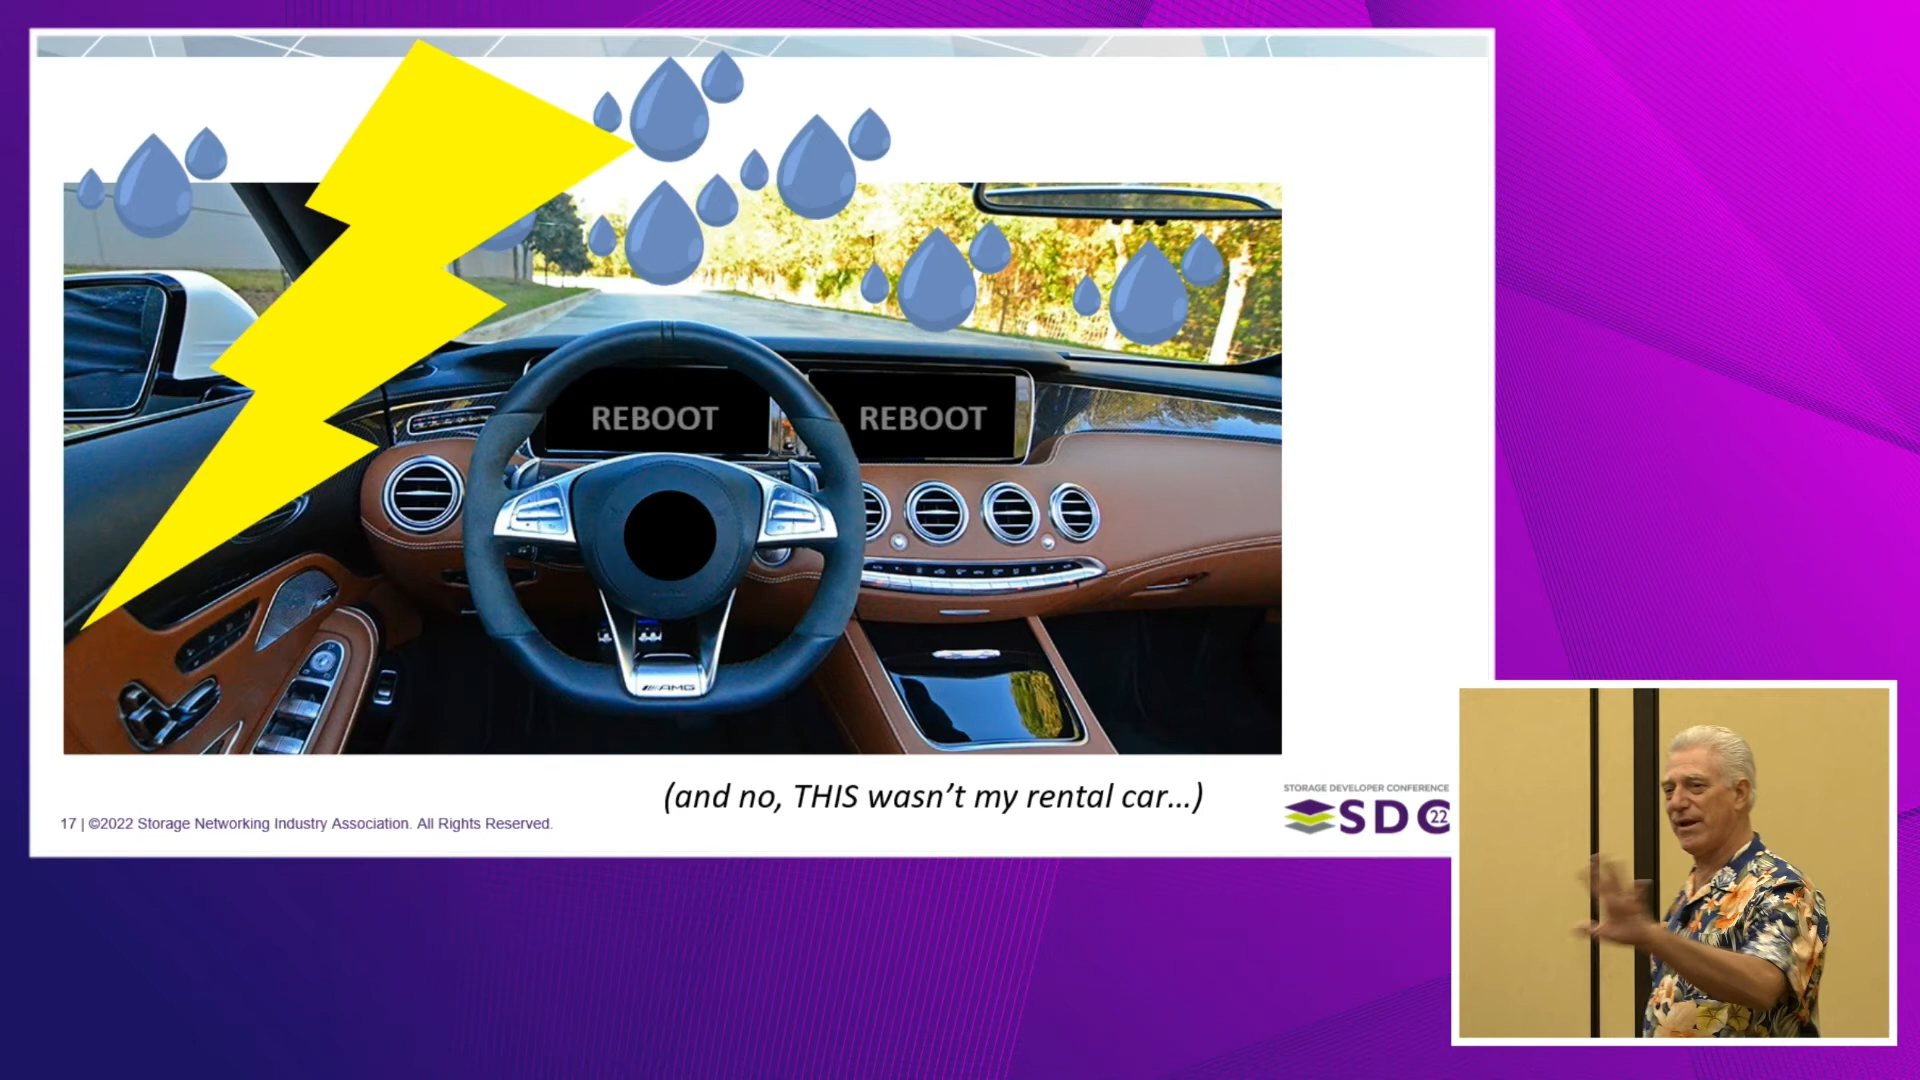 REBOOT REBOOT
AMG
(and no, THIS wasn't my rental car...)
STORAGE DEVELOPER CONFERENCE
SDC 22
17 | ©2022 Storage Networking Industry Association. All Rights Reserved.